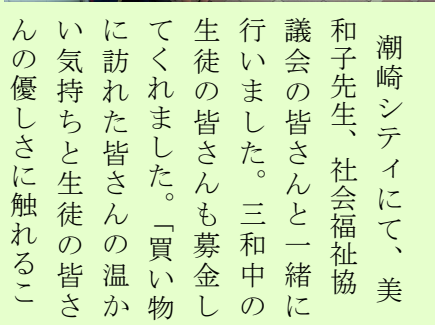 潮崎シティにて、美
和子先生、社会福祉協
議会の皆さんと一緒に
行いました。三和中の
生徒の皆さんも募金し
てくれました。「買い物
に訪れた皆さんの温か
い気持ちと生徒の皆さ
んの優しさに触れるこ